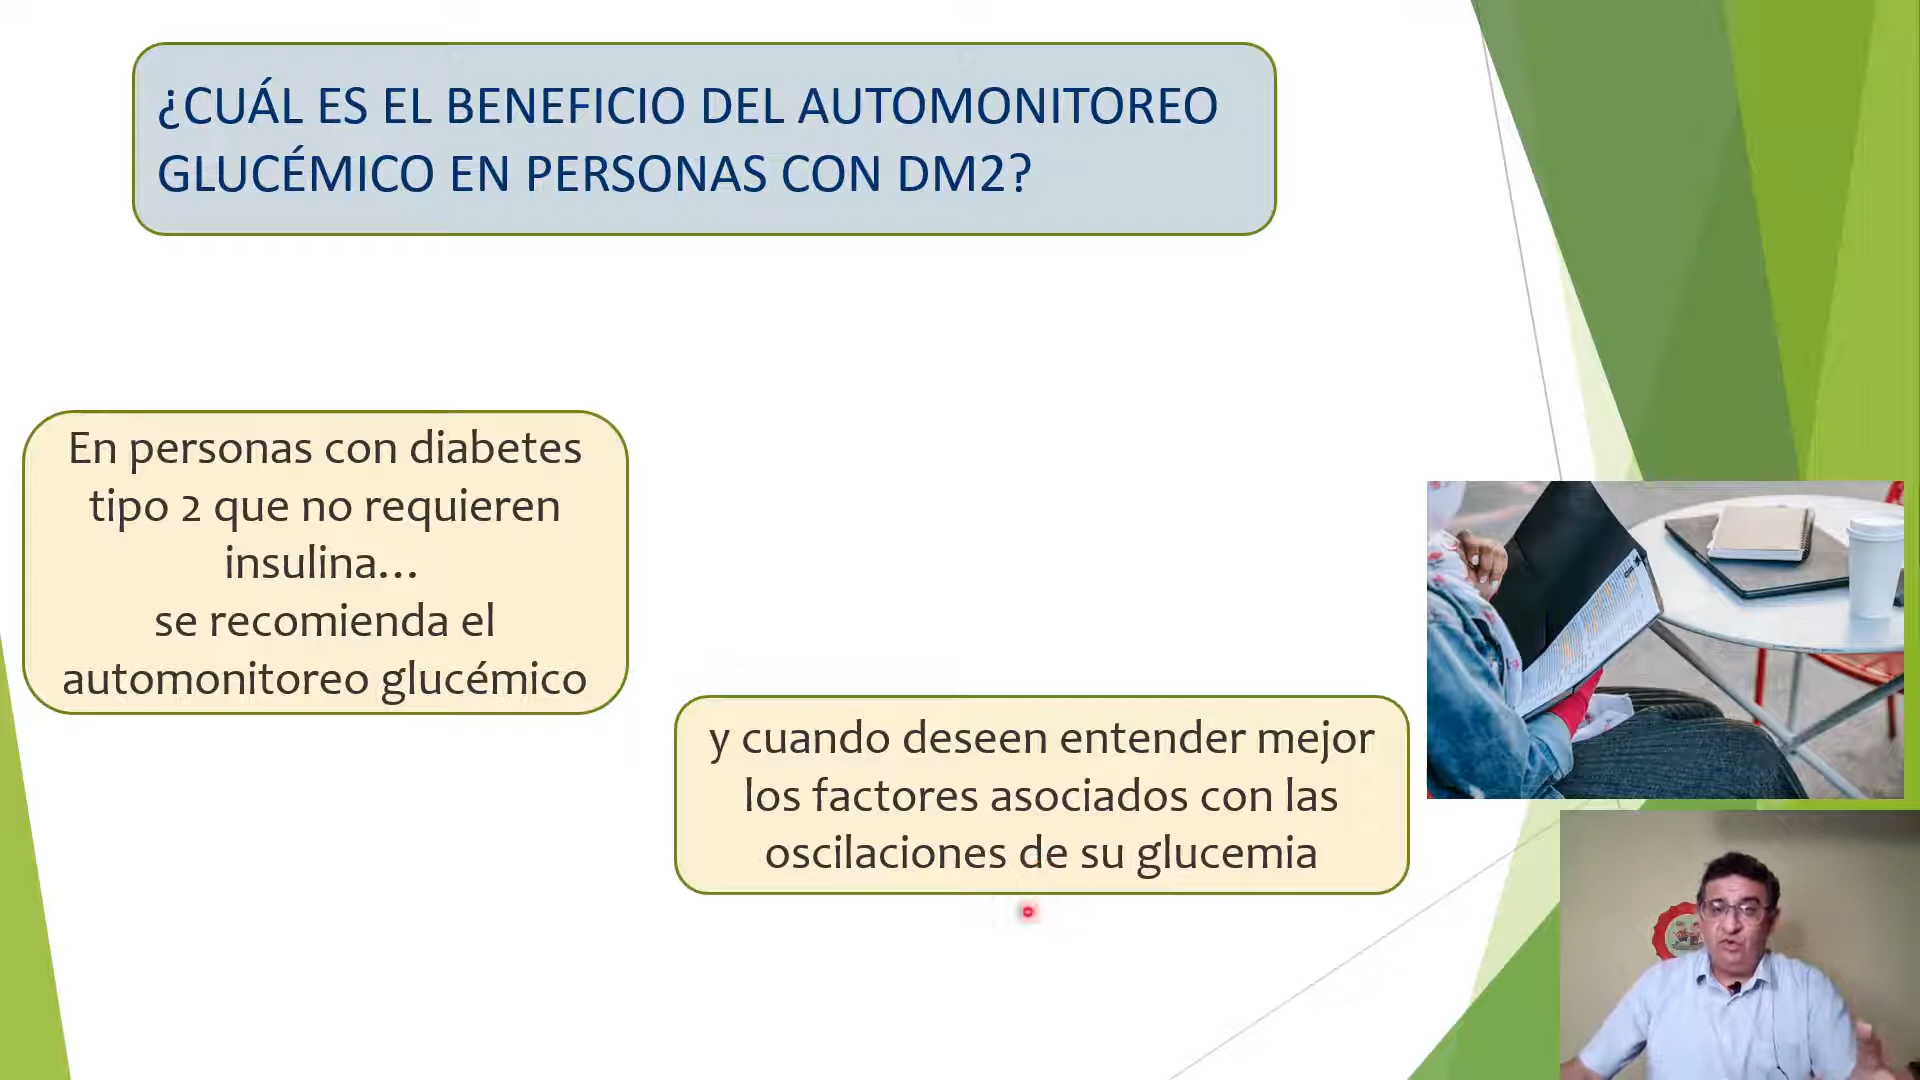 ¿CUÁL ES EL BENEFICIO DEL AUTOMONITOREO
GLUCÉMICO EN PERSONAS CON DM2?
En personas con diabetes
tipo 2 que no requieren
insulina...
se recomienda el
automonitoreo glucémico
y cuando deseen entender mejor
los factores asociados con las
oscilaciones de su glucemia